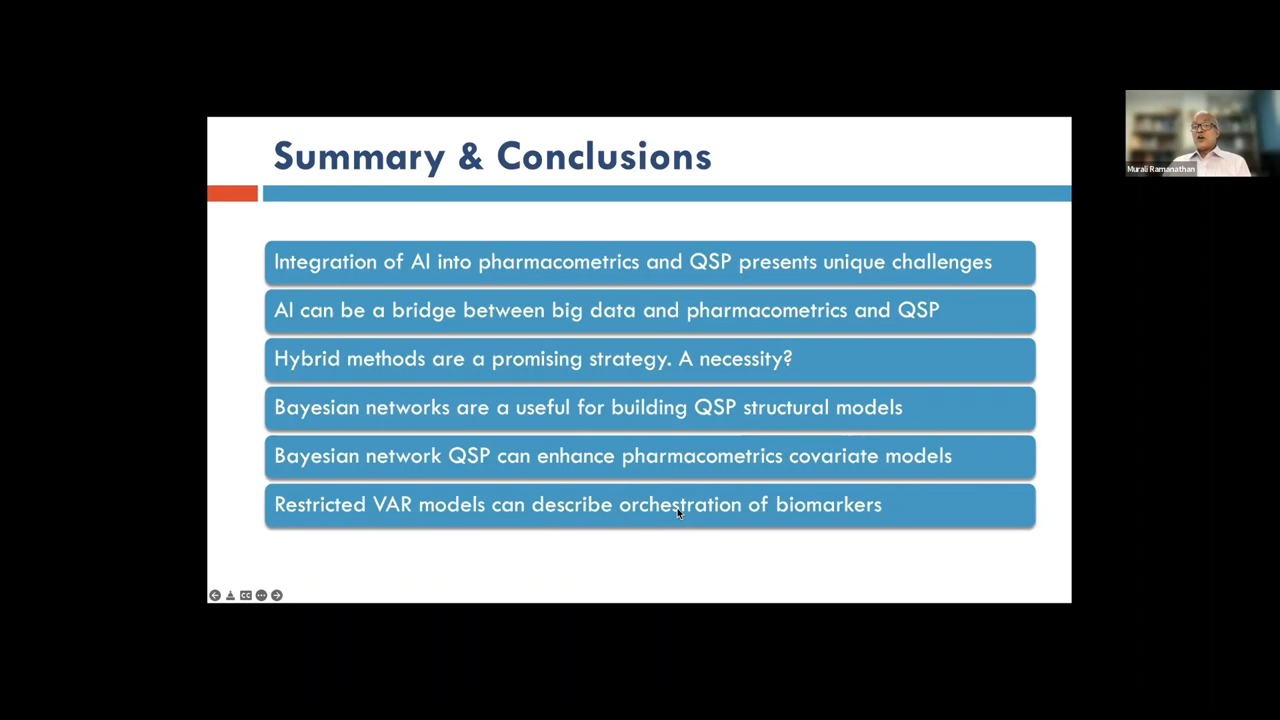 Summary & Conclusions
Integration of AI into pharmacometrics and QSP presents unique challenges
AI can be a bridge between big data and pharmacometrics and QSP
Hybrid methods are a promising strategy. A necessity?
Bayesian networks are a useful for building QSP structural models
Bayesian network QSP can enhance pharmacometrics covariate models
Restricted VAR models can describe orchestration of biomarkers
CC
Murali Ramanathan